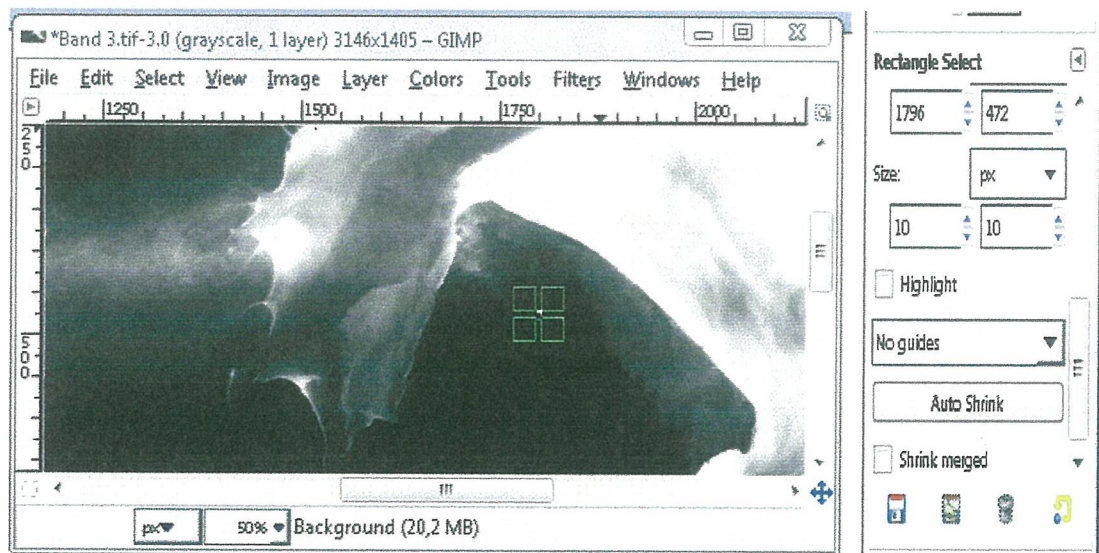 *Band 3.tif-3.0 (grayscale, 1 layer) 3146x1405 – GIMP
File Edit Select View Image Layer Colors Tools Filters Windows Help
1250 1500 1750 2000
250
500
px 50% Background (20,2 MB)
Rectangle Select
1796 472
Size: px
10 10
Highlight
No guides
Auto Shrink
Shrink merged